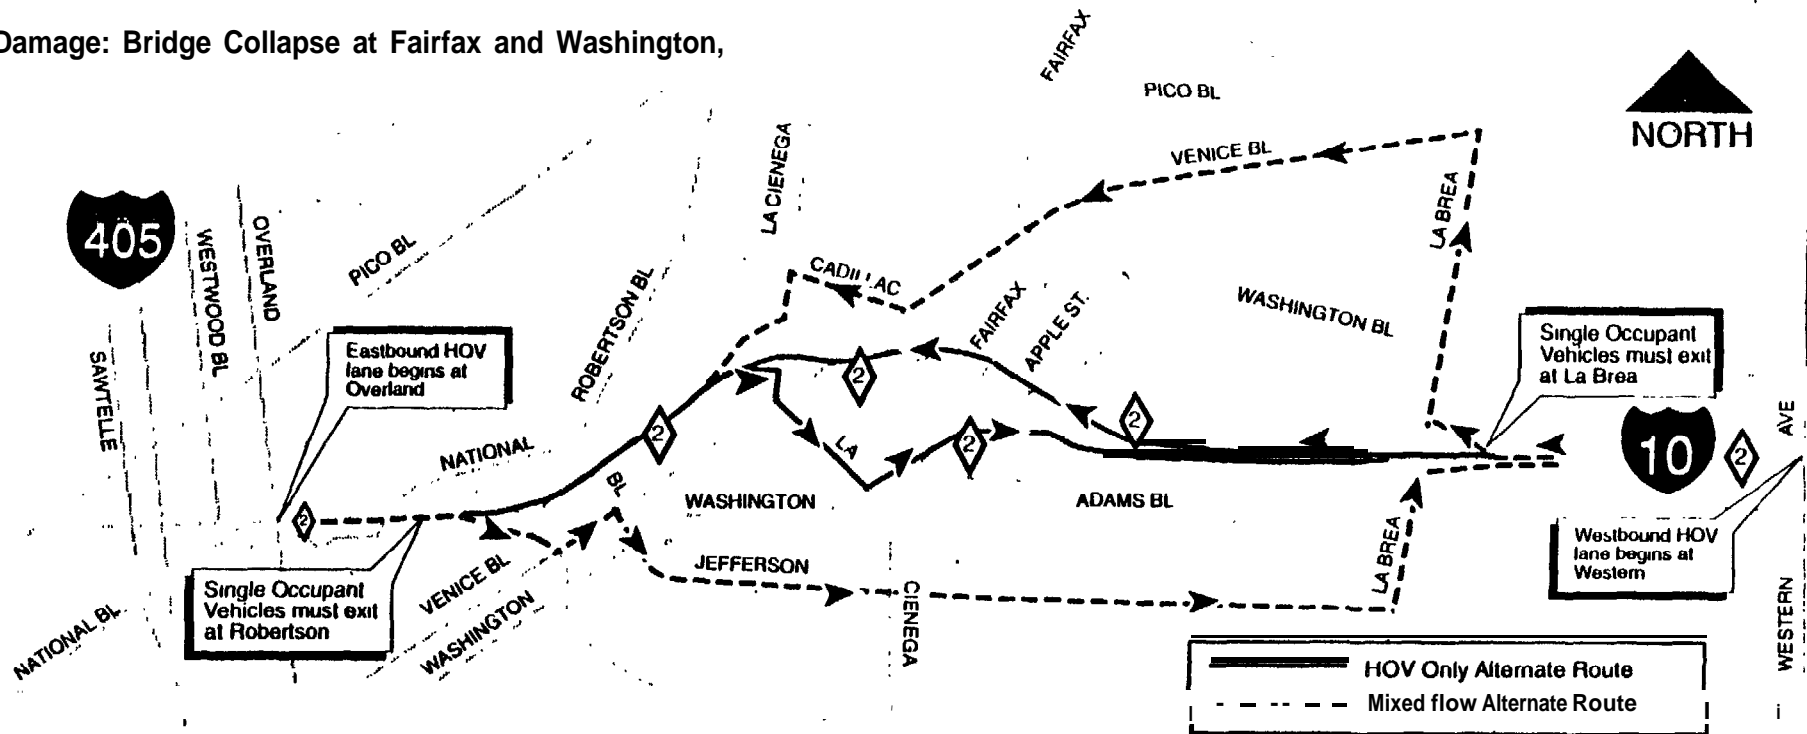 Damage: Bridge Collapse at Fairfax and Washington,
FAIRFAX
PICO BL
NORTH
VENICE BL
LA CIENEGA
LA BREA
405
WESTWOOD BL
OVERLAND
PICO BL
CADILLAC
ROBERTSON BL
FAIRFAX
APPLE ST.
WASHINGTON BL
Single Occupant
Vehicles must exit
at La Brea
Eastbound HOV
lane begins at
Overland
SAWTELLE
2
2
2
2
LA
NATIONAL
10
2
AVE
BL
WASHINGTON
ADAMS BL
2
Westbound HOV
lane begins at
Western
JEFFERSON
LA BREA
VENICE BL
Single Occupant
Vehicles must exit
at Robertson
CIENEGA
WASHINGTON
NATIONAL BL
WESTERN
HOV Only Alternate Route
Mixed flow Alternate Route